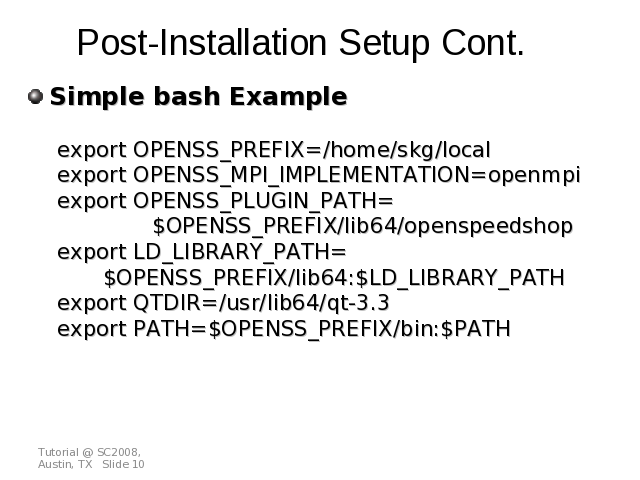 Post-Installation Setup Cont.
Simple bash Example
export OPENSS_PREFIX=/home/skg/local
export OPENSS_MPI_IMPLEMENTATION=openmpi
export OPENSS_PLUGIN_PATH=
$OPENSS_PREFIX/lib64/openspeedshop
export LD_LIBRARY_PATH=
$OPENSS_PREFIX/lib64:$LD_LIBRARY_PATH
export QTDIR=/usr/lib64/qt-3.3
export PATH=$OPENSS_PREFIX/bin:$PATH
Tutorial @ SC2008,
Austin, TX Slide 10